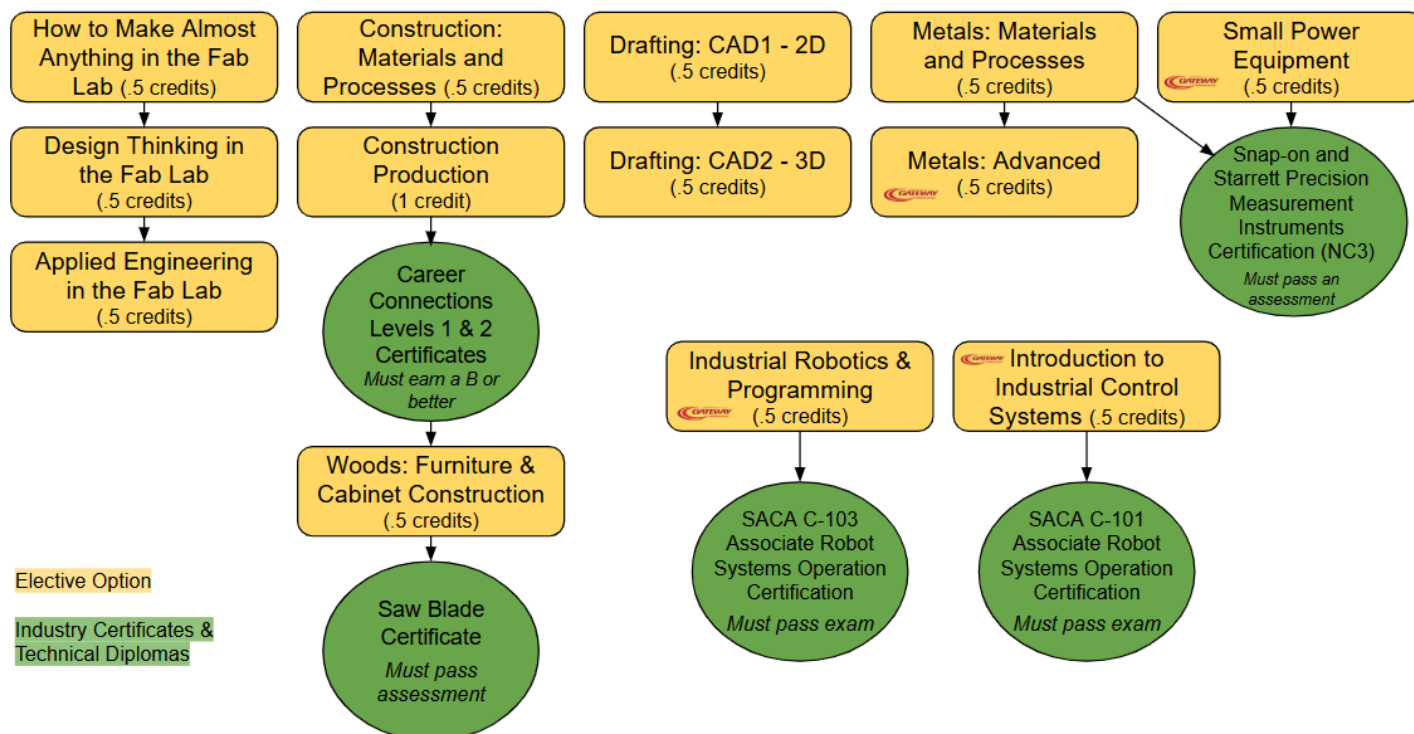 How to Make Almost
Anything in the Fab
Lab (.5 credits)
Design Thinking in
the Fab Lab
(.5 credits)
Applied Engineering
in the Fab Lab
(.5 credits)
Construction:
Materials and
Processes (.5 credits)
Construction
Production
(1 credit)
Career
Connections
Levels 1 & 2
Certificates
Must earn a B or
better
Woods: Furniture &
Cabinet Construction
(.5 credits)
Saw Blade
Certificate
Must pass
assessment
Drafting: CAD1 - 2D
(.5 credits)
Drafting: CAD2 - 3D
(.5 credits)
Metals: Materials
and Processes
(.5 credits)
Metals: Advanced
GATEWAY
(.5 credits)
Small Power
Equipment
GATEWAY
(.5 credits)
Snap-on and
Starrett Precision
Measurement
Instruments
Certification (NC3)
Must pass an
assessment
Industrial Robotics &
Programming
GATEWAY
(.5 credits)
SACA C-103
Associate Robot
Systems Operation
Certification
Must pass exam
GATEWAY
Introduction to
Industrial Control
Systems (.5 credits)
SACA C-101
Associate Robot
Systems Operation
Certification
Must pass exam
Elective Option
Industry Certificates &
Technical Diplomas